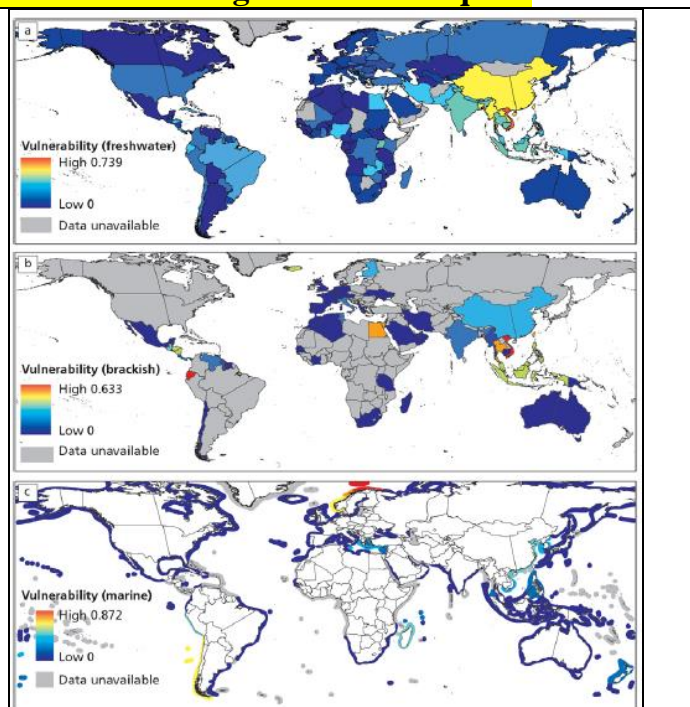 a
Vulnerability (freshwater)
High 0.739
Low 0
Data unavailable
b
Vulnerability (brackish)
High 0.633
Low 0
Data unavailable
c
Vulnerability (marine)
High 0.872
Low 0
Data unavailable